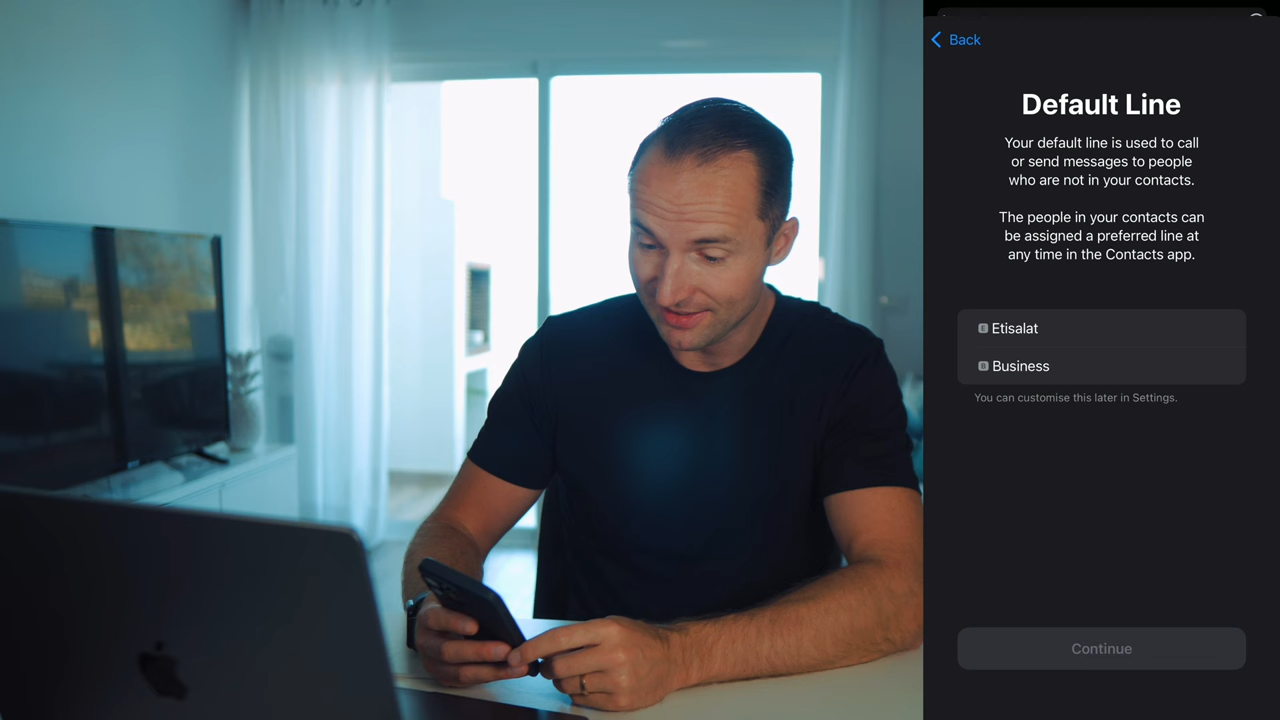 Back
Default Line
Your default line is used to call
or send messages to people
who are not in your contacts.
The people in your contacts can
be assigned a preferred line at
any time in the Contacts app.
E Etisalat
B Business
You can customise this later in Settings.
Continue